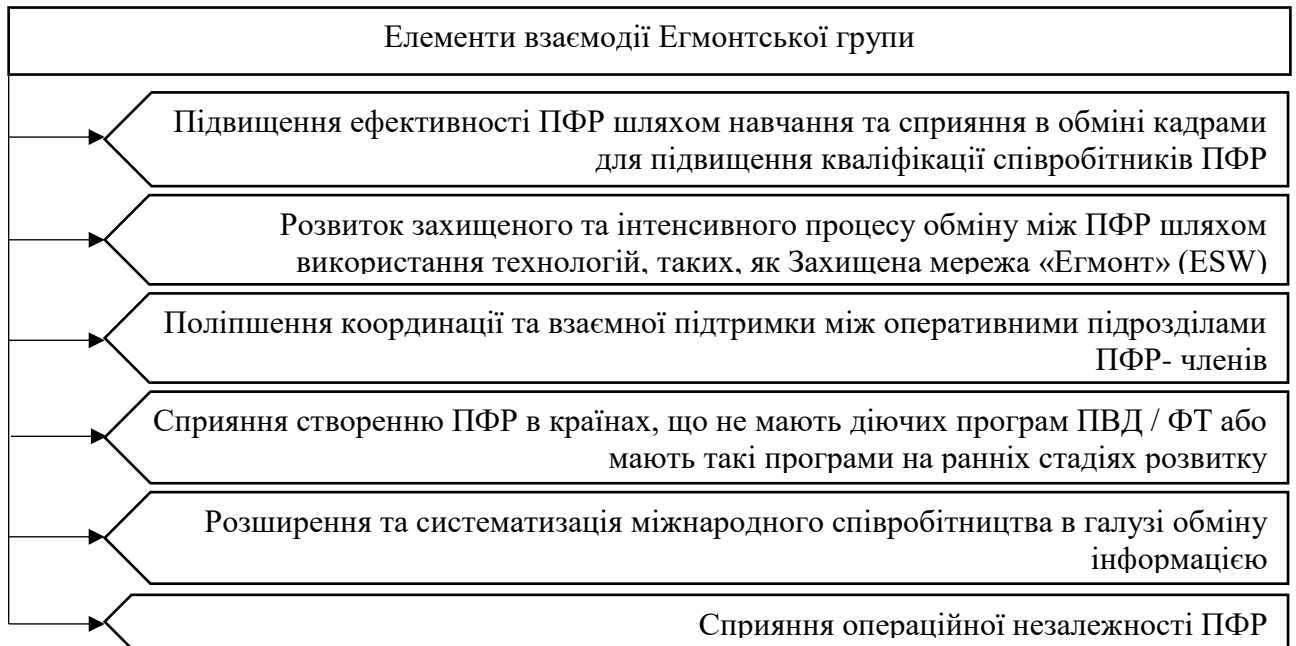 Елементи взаємодії Егмонтської групи
Підвищення ефективності ПФР шляхом навчання та сприяння в обміні кадрами
для підвищення кваліфікації співробітників ПФР
Розвиток захищеного та інтенсивного процесу обміну між ПФР шляхом
використання технологій, таких, як Захищена мережа «Егмонт» (ESW)
Поліпшення координації та взаємної підтримки між оперативними підрозділами
ПФР- членів
Сприяння створенню ПФР в країнах, що не мають діючих програм ПВД / ФТ або
мають такі програми на ранніх стадіях розвитку
Розширення та систематизація міжнародного співробітництва в галузі обміну
інформацією
Сприяння операційної незалежності ПФР